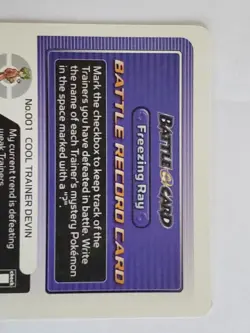 BATTLE CARD
Freezing Ray
BATTLE RECORD CARD
Mark the checkbox to keep track of the
Trainers you have defeated in battle. Write
the name of each Trainer's mystery Pokémon
in the space marked with a "?".
No.001 COOL TRAINER DEVIN
My current trend is defeating
weak Trainers